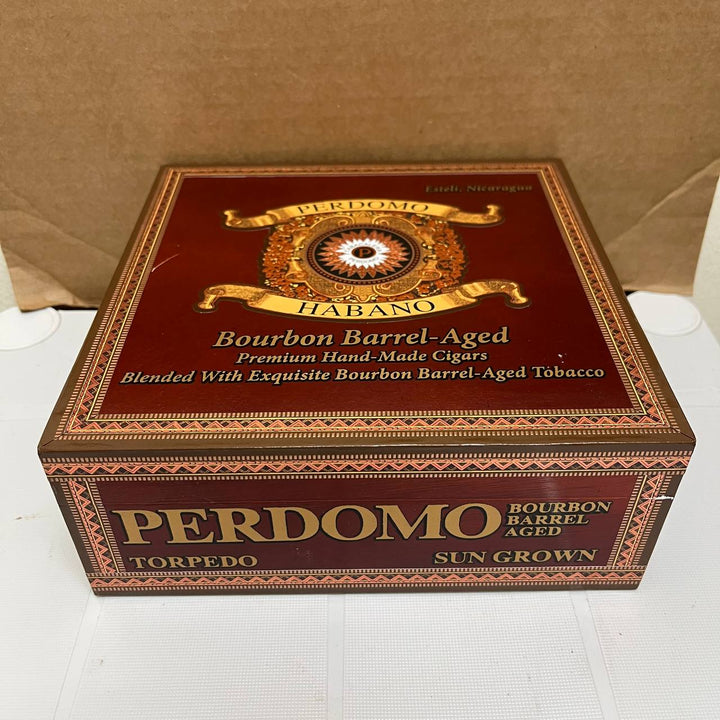 Estelí, Nicaragua
PERDOMO
P
HABANO
Bourbon Barrel-Aged
Premium Hand-Made Cigars
Blended With Exquisite Bourbon Barrel-Aged Tobacco
PERDOMO
BOURBON
BARREL
AGED
TORPEDO
SUN GROWN